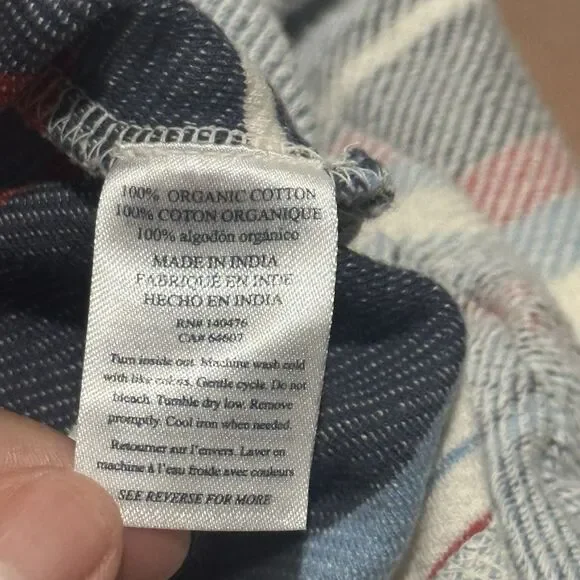 100% ORGANIC COTTON
100% COTON ORGANIQUE
100% algodón orgánico
MADE IN INDIA
FABRIQUÉ EN INDE
HECHO EN INDIA
RN# 140476
CA# 64607
Turn inside out. Machine wash cold
with like colors. Gentle cycle. Do not
bleach. Tumble dry low. Remove
promptly. Cool iron when needed.
Retourner sur l'envers. Laver en
machine à l'eau froide avec couleurs
SEE REVERSE FOR MORE